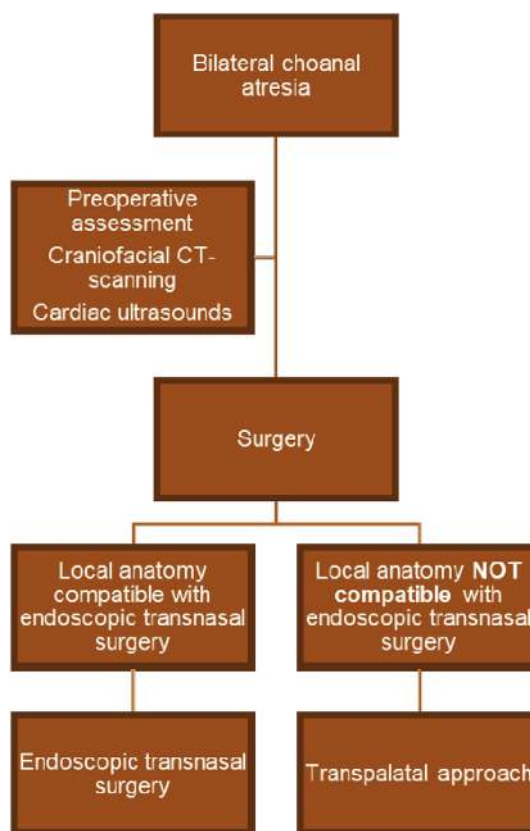 Bilateral choanal
atresia
Preoperative
assessment
Craniofacial CT-
scanning
Cardiac ultrasounds
Surgery
Local anatomy
compatible with
endoscopic transnasal
surgery
Local anatomy NOT
compatible with
endoscopic transnasal
surgery
Endoscopic transnasal
surgery
Transpalatal approach